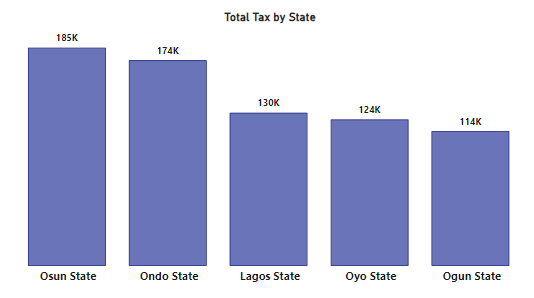 Total Tax by State
185K
174K
130K
124K
114K
Osun State
Ondo State
Lagos State
Oyo State
Ogun State